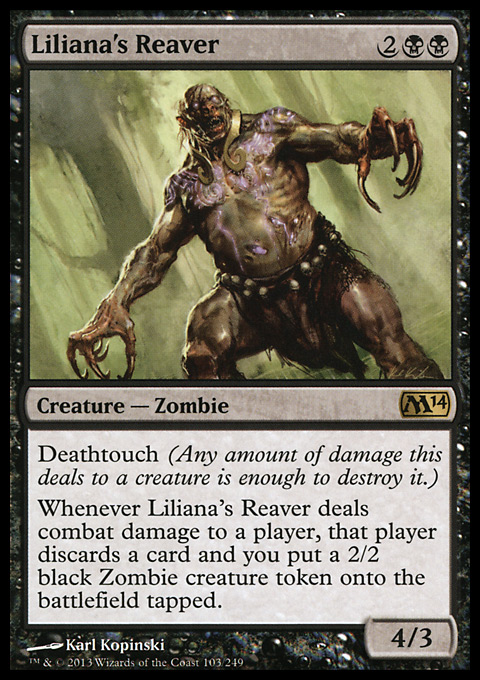 Liliana's Reaver 2
Creature — Zombie M14
Deathtouch (Any amount of damage this
deals to a creature is enough to destroy it.)
Whenever Liliana's Reaver deals
combat damage to a player, that player
discards a card and you put a 2/2
black Zombie creature token onto the
battlefield tapped.
Karl Kopinski
4/3
™ & © 2013 Wizards of the Coast 103/249